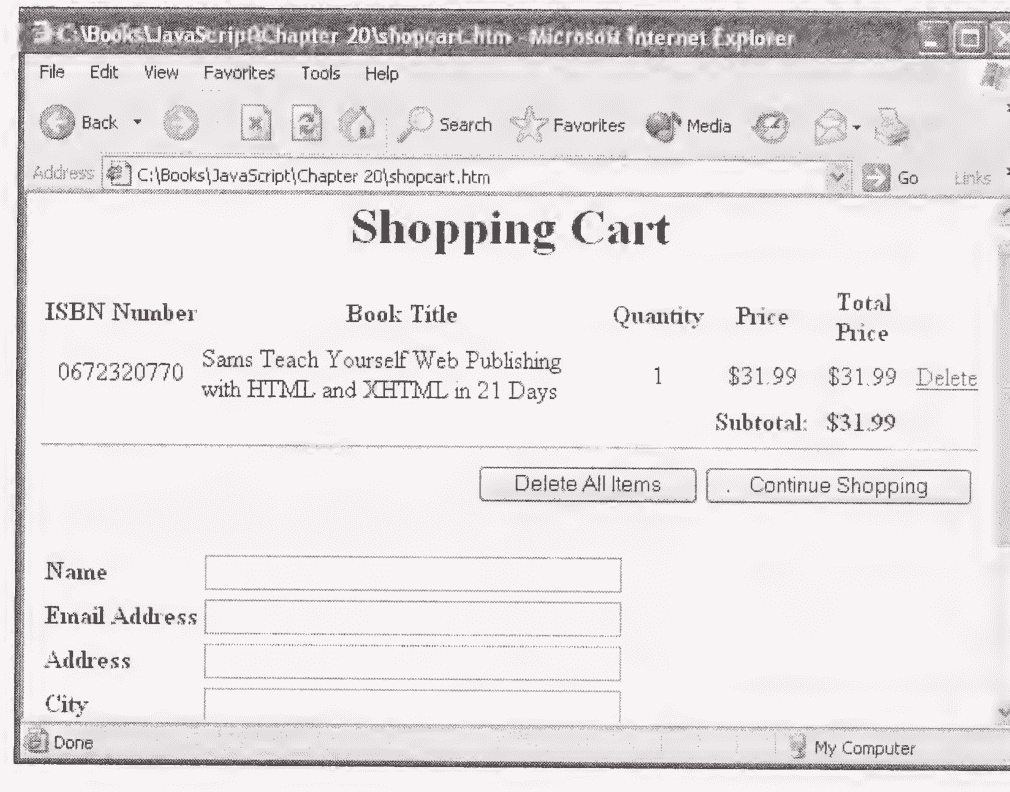 C:\Books\JavaScript\Chapter 20\shopcart.htm - Microsoft Internet Explorer
File Edit View Favorites Tools Help
Back Search Favorites Media
Address C:\Books\JavaScript\Chapter 20\shopcart.htm Go Links
Shopping Cart
ISBN Number Book Title Quantity Price Total Price
0672320770 Sams Teach Yourself Web Publishing
with HTML and XHTML in 21 Days 1 $31.99 $31.99 Delete
Subtotal: $31.99
Delete All Items Continue Shopping
Name
Email Address
Address
City
Done My Computer